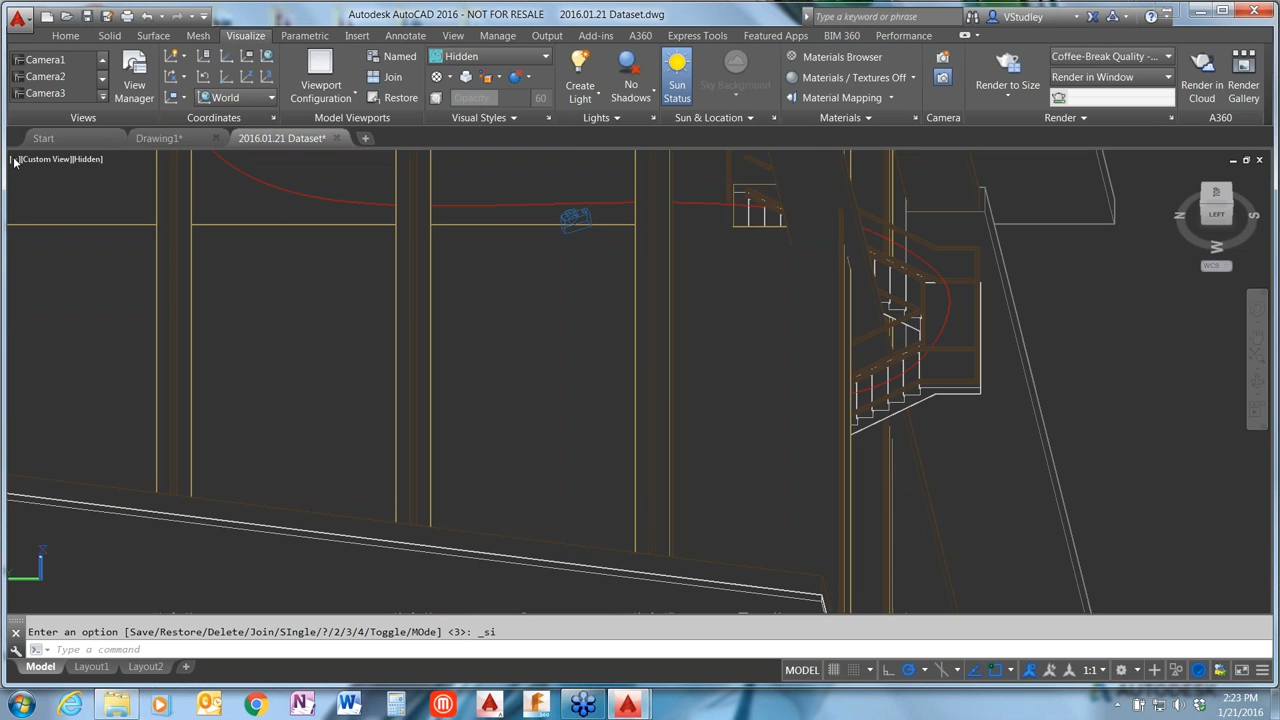 Autodesk AutoCAD 2016 - NOT FOR RESALE 2016.01.21 Dataset.dwg
Type a keyword or phrase
VStudley
Home Solid Surface Mesh Visualize Parametric Insert Annotate View Manage Output Add-ins A360 Express Tools Featured Apps BIM 360 Performance
Camera1
Camera2
Camera3
View Manager
Views
World
Coordinates
Viewport Configuration
Named
Join
Restore
Model Viewports
Hidden
Opacity 60
Visual Styles
Create Light
No Shadows
Lights
Sun Status
Sky Background
Sun & Location
Materials Browser
Materials / Textures Off
Material Mapping
Materials
Camera
Render to Size
Coffee-Break Quality -...
Render in Window
Render
Render in Cloud
Render Gallery
A360
Start Drawing1* 2016.01.21 Dataset*
][Custom View][Hidden]
TOP
LEFT
N S
W
WCS
Enter an option [Save/Restore/Delete/Join/SIngle/?/2/3/4/Toggle/MOde] <3>: _si
Type a command
Model Layout1 Layout2
MODEL 1:1
2:23 PM
1/21/2016